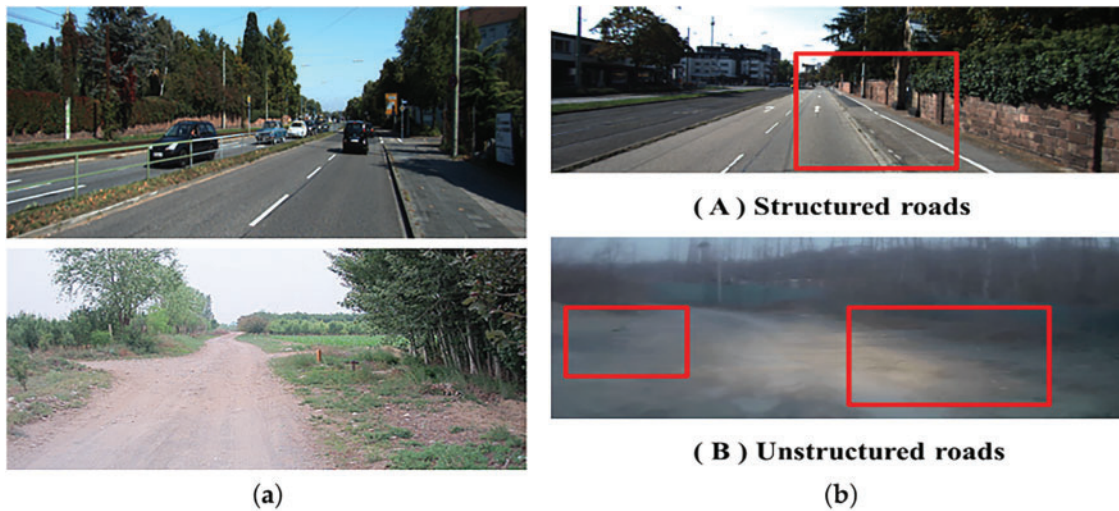 ( A ) Structured roads
( B ) Unstructured roads
(a)
(b)